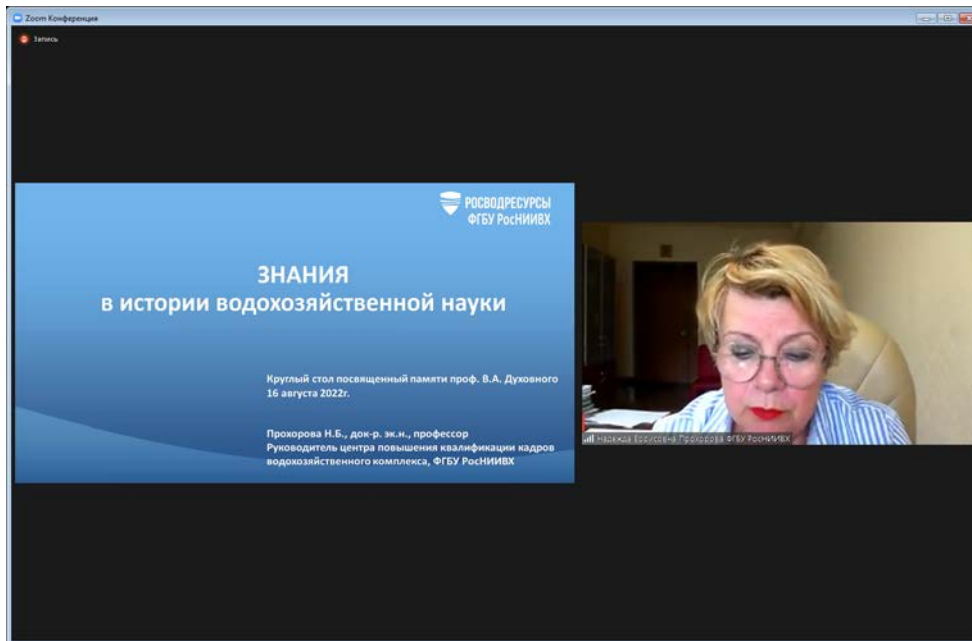 Zoom Конференция
Запись
РОСВОДРЕСУРСЫ
ФГБУ РосНИИВХ
ЗНАНИЯ
в истории водохозяйственной науки
Круглый стол посвященный памяти проф. В.А. Духовного
16 августа 2022г.
Прохорова Н.Б., док-р. эк.н., профессор
Руководитель центра повышения квалификации кадров
водохозяйственного комплекса, ФГБУ РосНИИВХ
Надежда Борисовна Прохорова ФГБУ РосНИИВХ